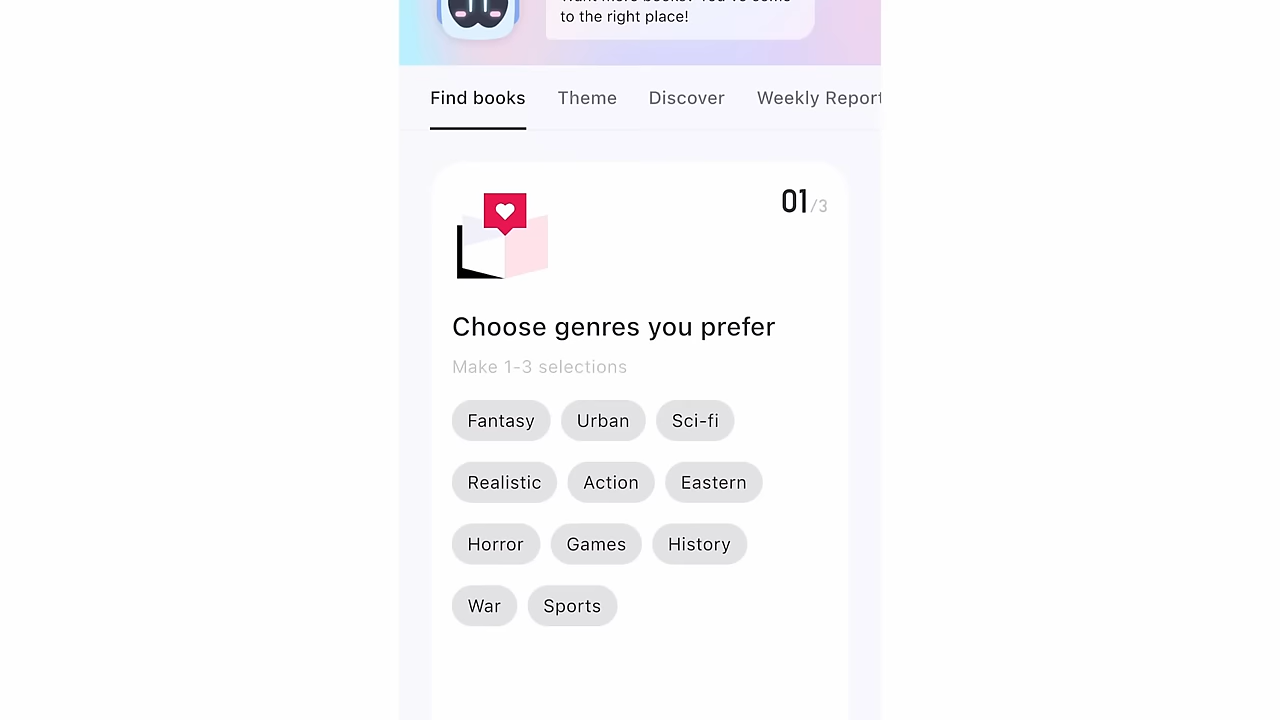 to the right place!
Find books Theme Discover Weekly Report
01/3
Choose genres you prefer
Make 1-3 selections
Fantasy Urban Sci-fi
Realistic Action Eastern
Horror Games History
War Sports